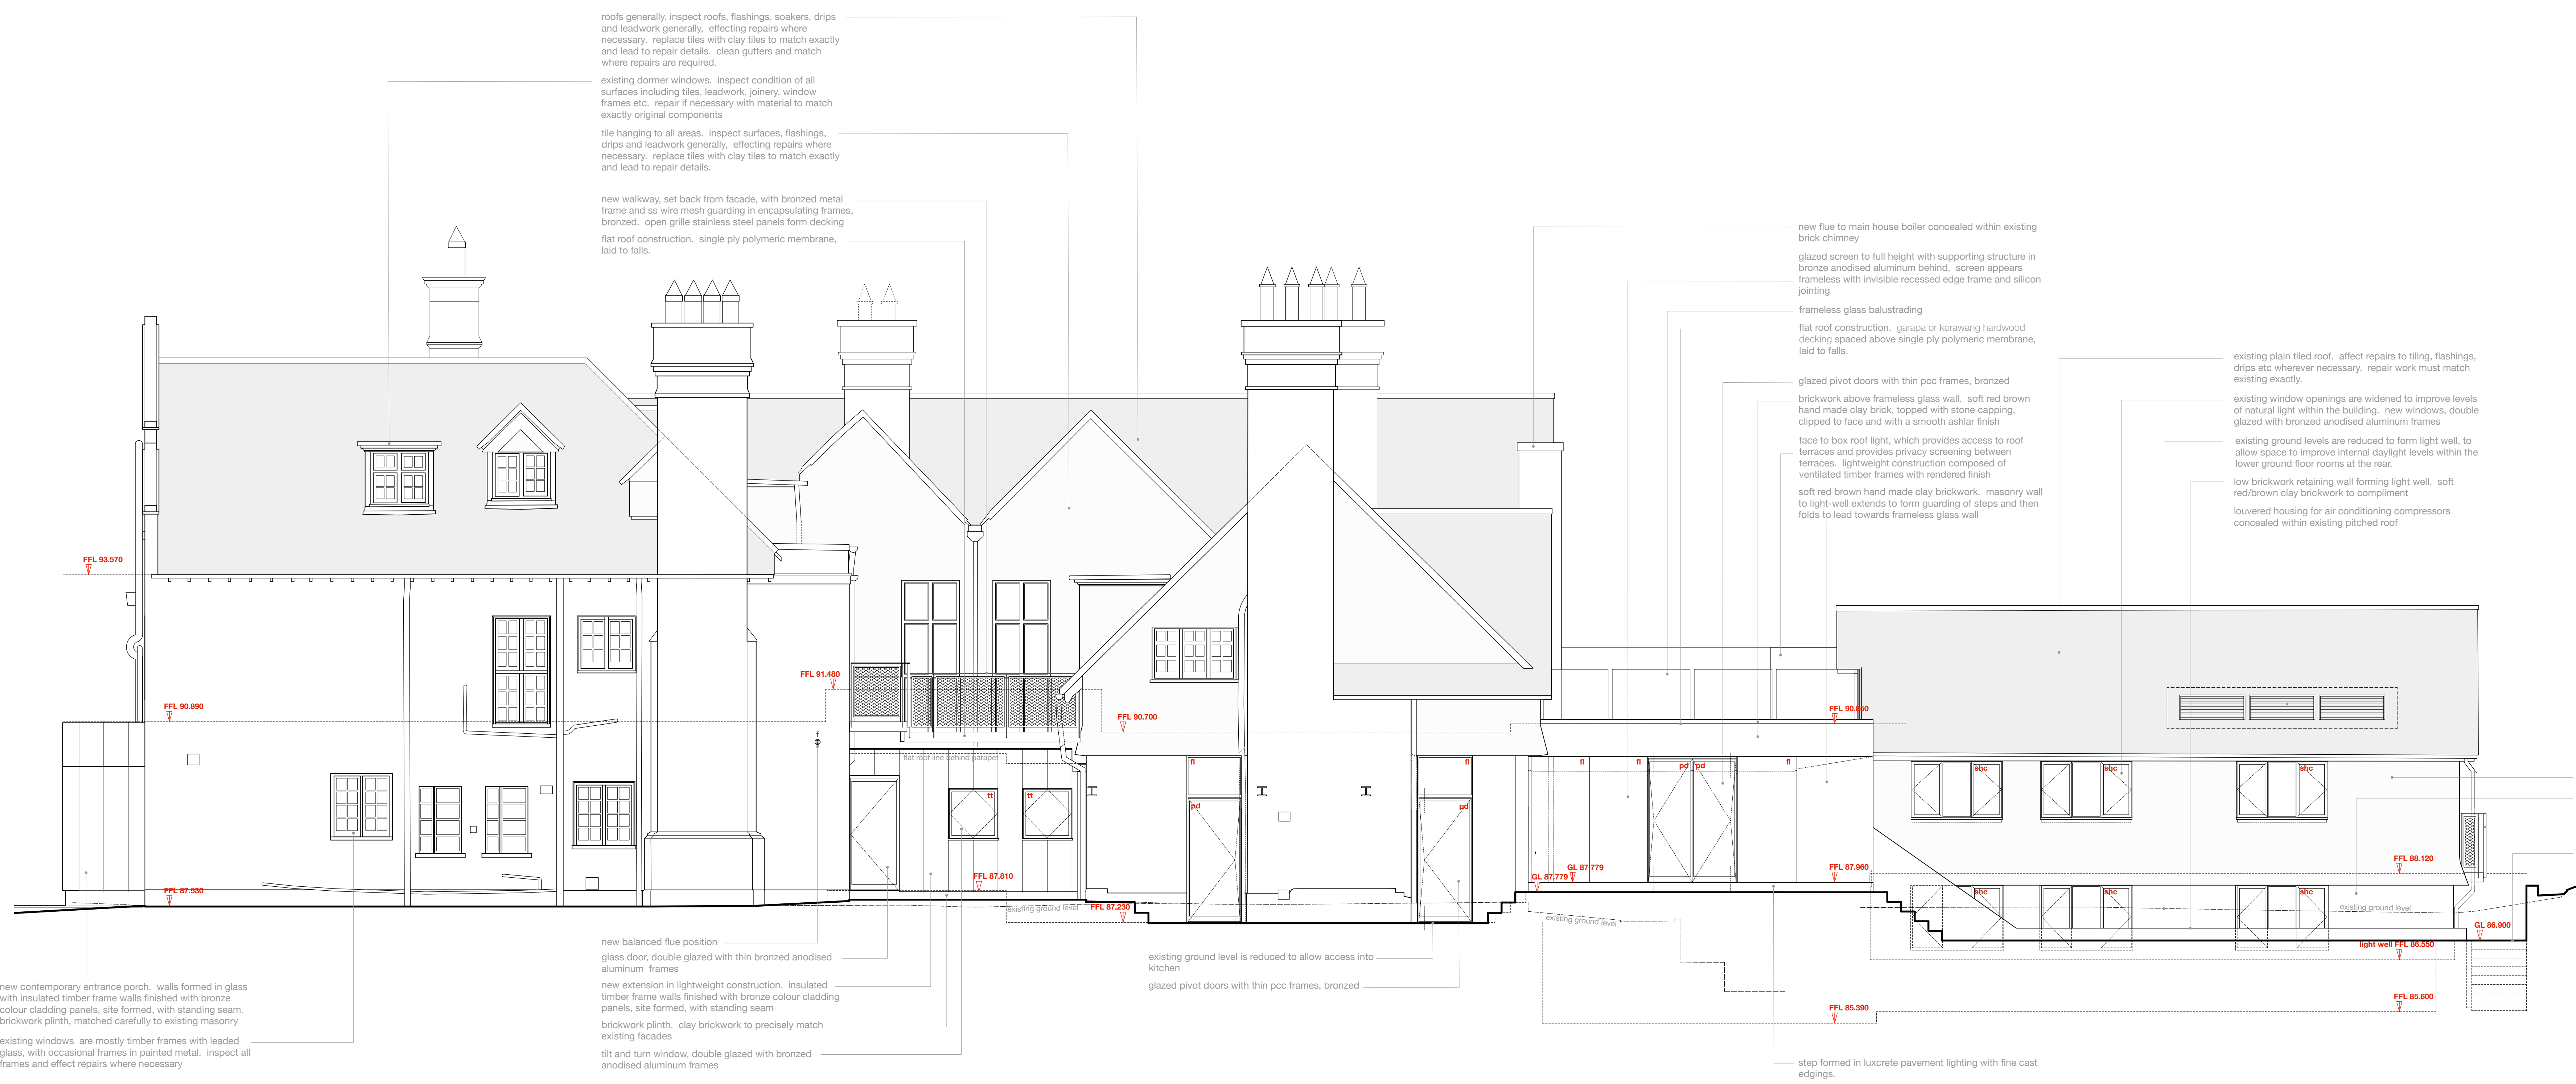 roofs generally. inspect roofs, flashings, soakers, drips
and leadwork generally, effecting repairs where
necessary. replace tiles with clay tiles to match exactly
and lead to repair details. clean gutters and match
where repairs are required.
existing dormer windows. inspect condition of all
surfaces including tiles, leadwork, joinery, window
frames etc. repair if necessary with material to match
exactly original components
tile hanging to all areas. inspect surfaces, flashings,
drips and leadwork generally, effecting repairs where
necessary. replace tiles with clay tiles to match exactly
and lead to repair details.
new walkway, set back from facade, with bronzed metal
frame and ss wire mesh guarding in encapsulating frames,
bronzed. open grille stainless steel panels form decking
flat roof construction. single ply polymeric membrane,
laid to falls.
new flue to main house boiler concealed within existing
brick chimney
glazed screen to full height with supporting structure in
bronze anodised aluminum behind. screen appears
frameless with invisible recessed edge frame and silicon
jointing
frameless glass balustrading
flat roof construction. garapa or kerawang hardwood
decking spaced above single ply polymeric membrane,
laid to falls.
glazed pivot doors with thin pcc frames, bronzed
brickwork above frameless glass wall. soft red brown
hand made clay brick, topped with stone capping,
clipped to face and with a smooth ashlar finish
face to box roof light, which provides access to roof
terraces and provides privacy screening between
terraces. lightweight construction composed of
ventilated timber frames with rendered finish
soft red brown hand made clay brickwork. masonry wall
to light-well extends to form guarding of steps and then
folds to lead towards frameless glass wall
existing plain tiled roof. affect repairs to tiling, flashings,
drips etc wherever necessary. repair work must match
existing exactly.
existing window openings are widened to improve levels
of natural light within the building. new windows, double
glazed with bronzed anodised aluminum frames
existing ground levels are reduced to form light well, to
allow space to improve internal daylight levels within the
lower ground floor rooms at the rear.
low brickwork retaining wall forming light well. soft
red/brown clay brickwork to compliment
louvered housing for air conditioning compressors
concealed within existing pitched roof
FFL 93.570
FFL 91.480
FFL 90.890
FFL 90.700
FFL 90.860
f
flat roof line behind parapet
fl
fl
fl
fl
fl
pd
pd
shc
shc
shc
tt
tt
pd
pd
FFL 88.120
GL 87.779
GL 87.779
FFL 87.960
FFL 87.810
FFL 87.530
shc
shc
shc
existing ground level
FFL 87.230
existing ground level
existing ground level
GL 86.900
light well FFL 86.550
FFL 85.600
FFL 85.390
new balanced flue position
glass door, double glazed with thin bronzed anodised
aluminum frames
new extension in lightweight construction. insulated
timber frame walls finished with bronze colour cladding
panels, site formed, with standing seam
brickwork plinth. clay brickwork to precisely match
existing facades
tilt and turn window, double glazed with bronzed
anodised aluminum frames
existing ground level is reduced to allow access into
kitchen
glazed pivot doors with thin pcc frames, bronzed
new contemporary entrance porch. walls formed in glass
with insulated timber frame walls finished with bronze
colour cladding panels, site formed, with standing seam.
brickwork plinth, matched carefully to existing masonry
existing windows are mostly timber frames with leaded
glass, with occasional frames in painted metal. inspect all
frames and effect repairs where necessary
step formed in luxcrete pavement lighting with fine cast
edgings.